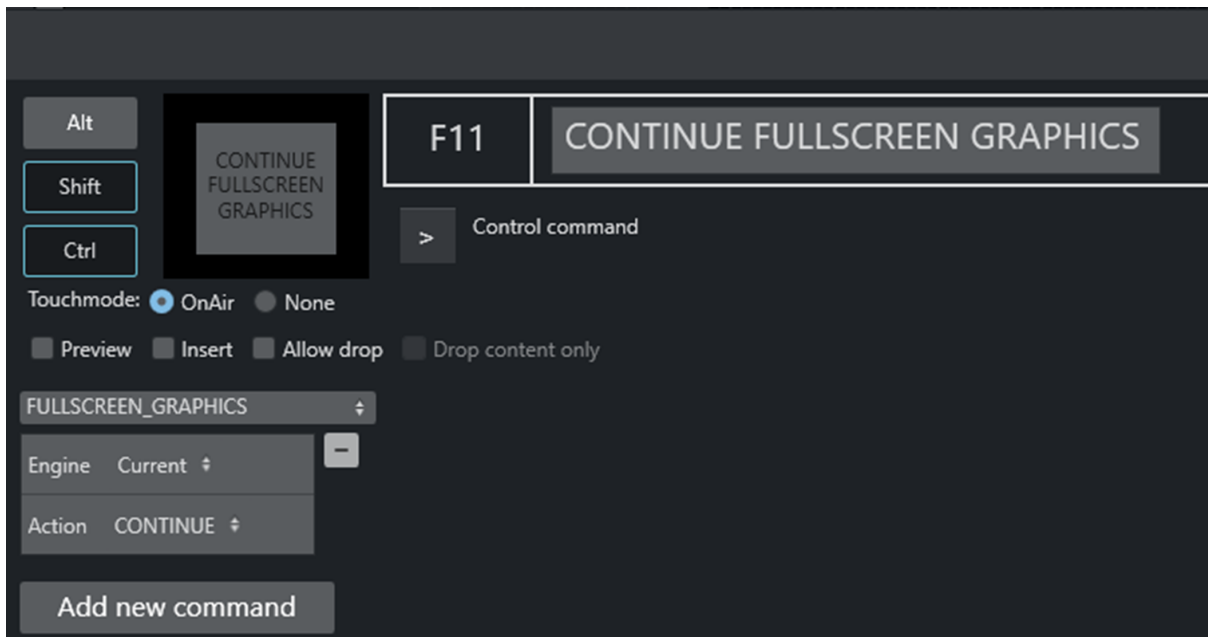 Alt
Shift
Ctrl
CONTINUE
FULLSCREEN
GRAPHICS
F11
CONTINUE FULLSCREEN GRAPHICS
>
Control command
Touchmode: OnAir None
Preview Insert Allow drop Drop content only
FULLSCREEN_GRAPHICS
Engine Current
Action CONTINUE
Add new command